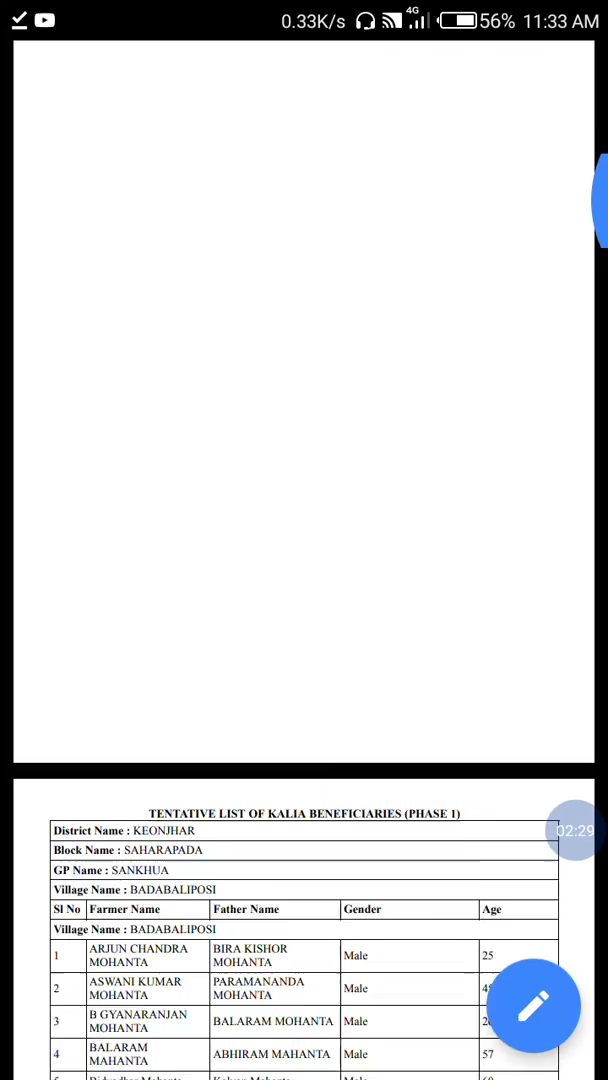 0.33K/s 4G 56% 11:33 AM
TENTATIVE LIST OF KALIA BENEFICIARIES (PHASE 1)
02:29
District Name : KEONJHAR
Block Name : SAHARAPADA
GP Name : SANKHUA
Village Name : BADABALIPOSI
Sl No Farmer Name Father Name Gender Age
Village Name : BADABALIPOSI
1 ARJUN CHANDRA MOHANTA BIRA KISHOR MOHANTA Male 25
2 ASWANI KUMAR MOHANTA PARAMANANDA MOHANTA Male
3 B GYANARANJAN MOHANTA BALARAM MOHANTA Male
4 BALARAM MAHANTA ABHIRAM MAHANTA Male 57